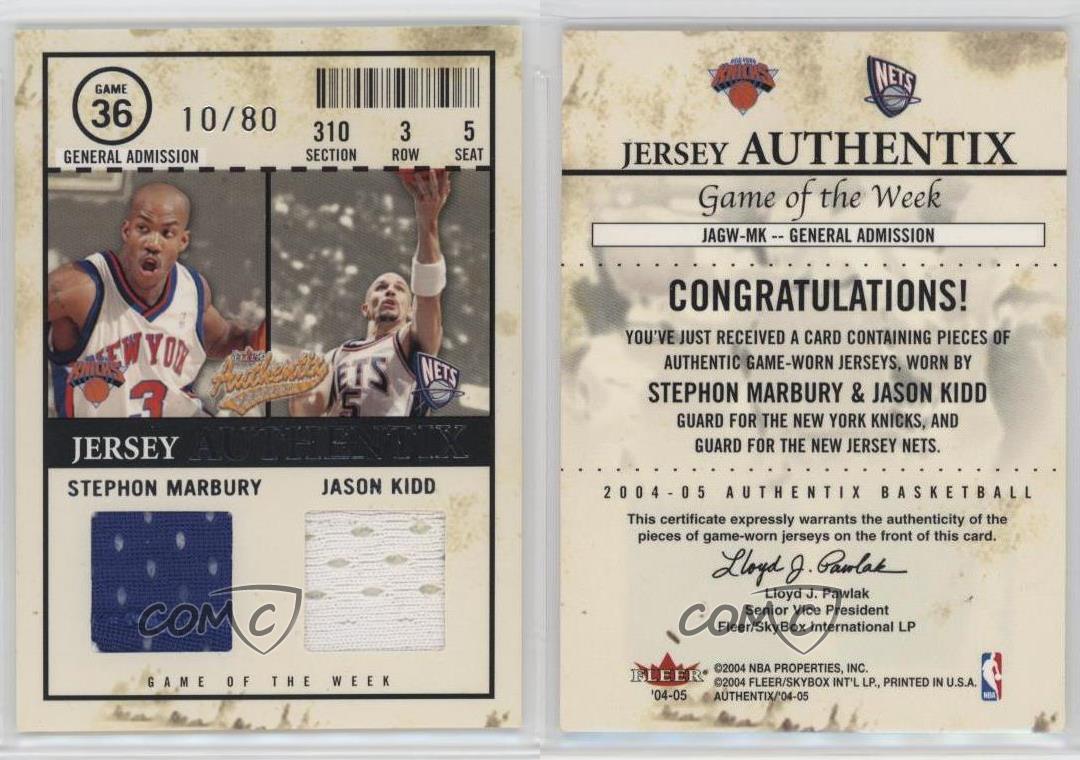 GAME
36
10/80
310 3 5
SECTION ROW SEAT
GENERAL ADMISSION
NEW YORK
3
KNICKS
Authentix
NETS
5
NETS
JERSEY AUTHENTIX
STEPHON MARBURY JASON KIDD
COMC
GAME OF THE WEEK
NEW YORK
KNICKS
NETS
JERSEY AUTHENTIX
Game of the Week
JAGW-MK -- GENERAL ADMISSION
CONGRATULATIONS!
YOU'VE JUST RECEIVED A CARD CONTAINING PIECES OF
AUTHENTIC GAME-WORN JERSEYS, WORN BY
STEPHON MARBURY & JASON KIDD
GUARD FOR THE NEW YORK KNICKS, AND
GUARD FOR THE NEW JERSEY NETS.
2004-05 AUTHENTIX BASKETBALL
This certificate expressly warrants the authenticity of the
pieces of game-worn jerseys on the front of this card.
Lloyd J. Pawlak
Lloyd J. Pawlak
Senior Vice President
Fleer/SkyBox International LP
COMC
FLEER
'04-05
©2004 NBA PROPERTIES, INC.
©2004 FLEER/SKYBOX INT'L LP., PRINTED IN U.S.A.
AUTHENTIX/'04-05
NBA